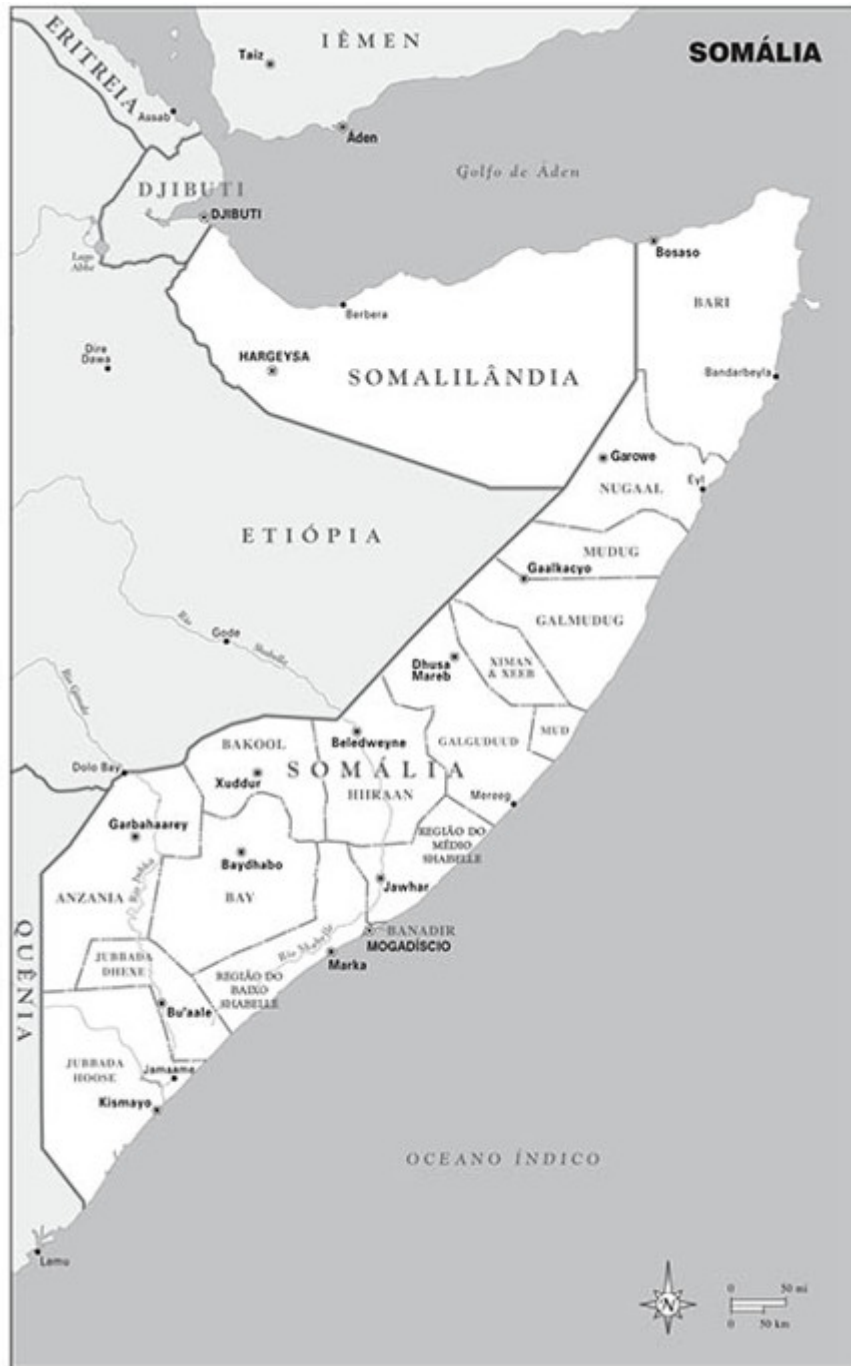 SOMÁLIA
IÊMEN
Taiz
ERITREIA
Assab
Áden
Golfo de Áden
DJIBUTI
DJIBUTI
Lago
Abbe
Bosaso
BARI
Berbera
Dire
Dawa
HARGEYSA
SOMALILÂNDIA
Bandarbeyla
Garowe
Eyl
NUGAAL
ETIÓPIA
MUDUG
Gaalkacyo
GALMUDUG
Rio
Shabelle
Gode
Dhusa
Mareb
XIMAN
& XEEB
Beledweyne
BAKOOL
GALGUDUUD
MUD
Dolo Bay
Xuddur
SOMÁLIA
HIIRAAN
Mereeg
Garbahaarey
REGIÃO DO
MÉDIO
SHABELLE
Baydhabo
Rio Jubba
Jawhar
ANZANIA
BAY
QUÊNIA
BANADIR
MOGADÍSCIO
Rio Shabelle
Marka
JUBBADA
DHEXE
REGIÃO DO
BAIXO
SHABELLE
Bu'aale
JUBBADA
HOOSE
Jamaame
Kismayo
OCEANO ÍNDICO
Lamu
N
0 50 mi
0 50 km